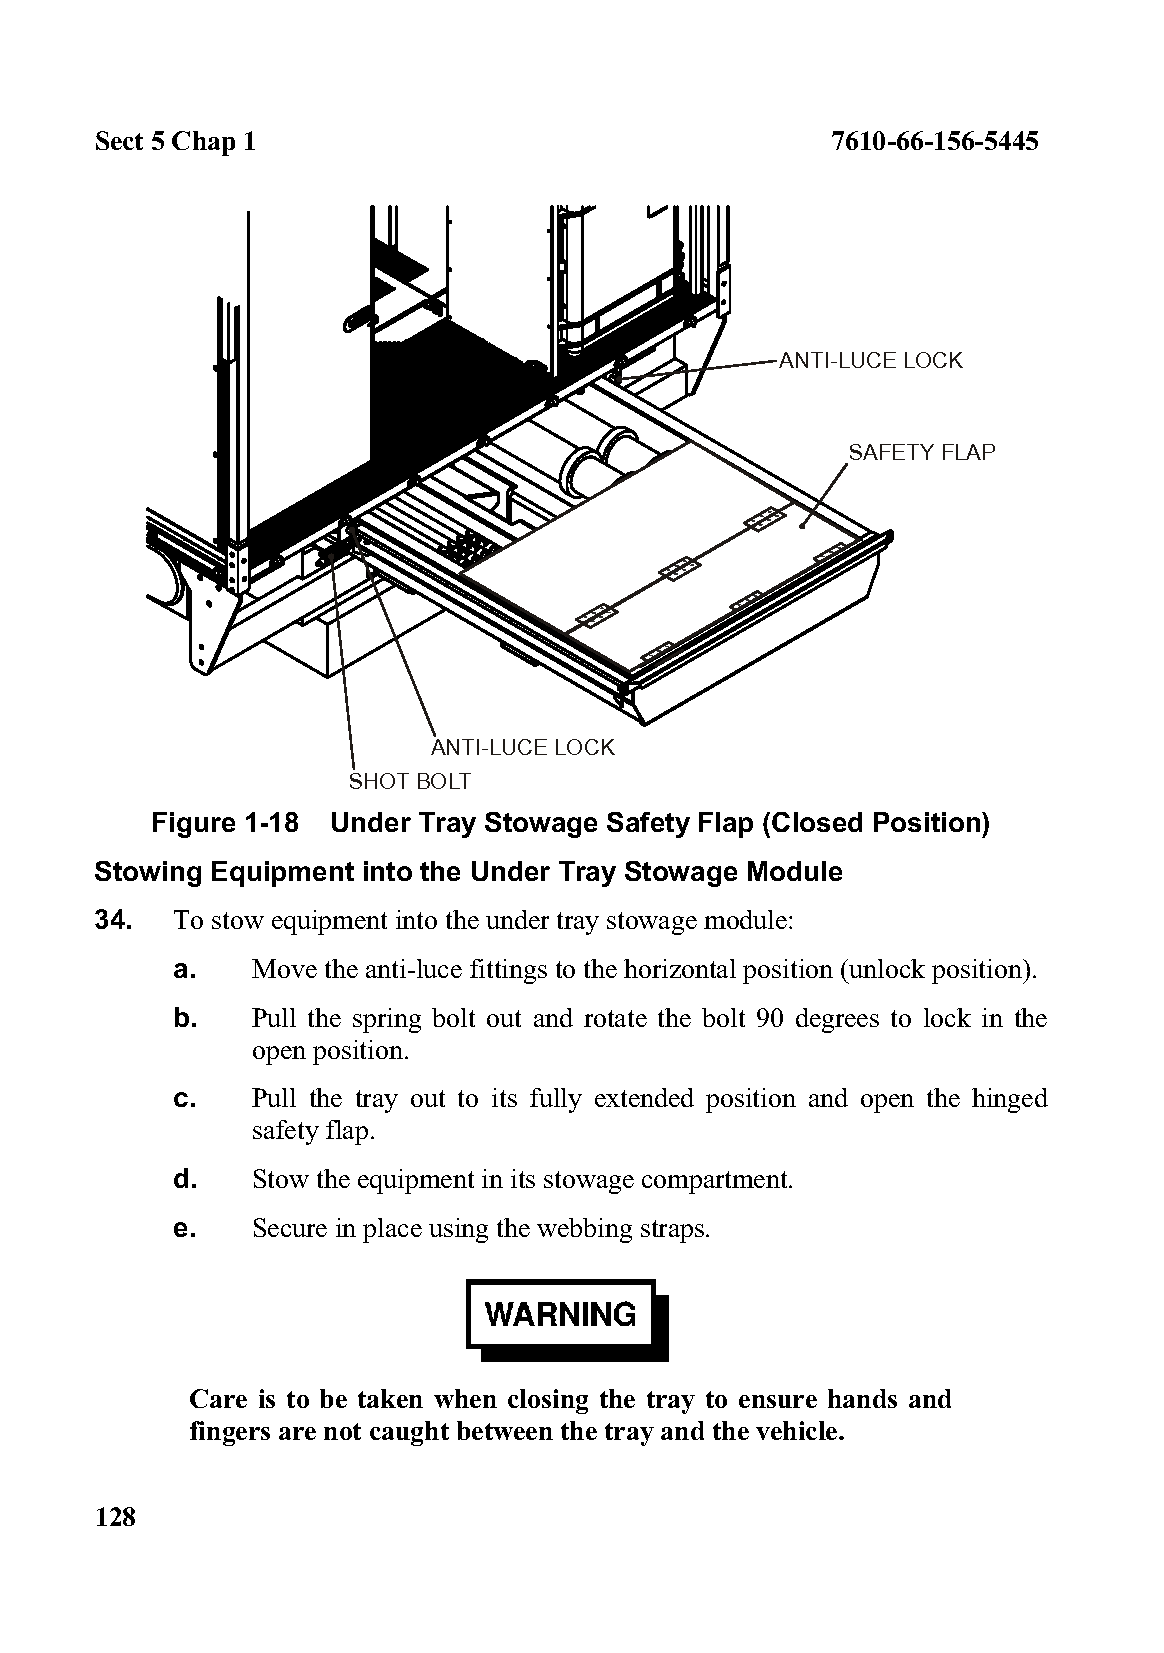 Sect 5 Chap 1 7610-66-156-5445
ANTI-LUCE LOCK
SAFETY FLAP
ANTI-LUCE LOCK
SHOT BOLT
Figure 1-18 Under Tray Stowage Safety Flap (Closed Position)
Stowing Equipment into the Under Tray Stowage Module
34. To stow equipment into the under tray stowage module:
a. Move the anti-luce fittings to the horizontal position (unlock position).
b. Pull the spring bolt out and rotate the bolt 90 degrees to lock in the
open position.
c. Pull the tray out to its fully extended position and open the hinged
safety flap.
d. Stow the equipment in its stowage compartment.
e. Secure in place using the webbing straps.
WARNING
Care is to be taken when closing the tray to ensure hands and
fingers are not caught between the tray and the vehicle.
128